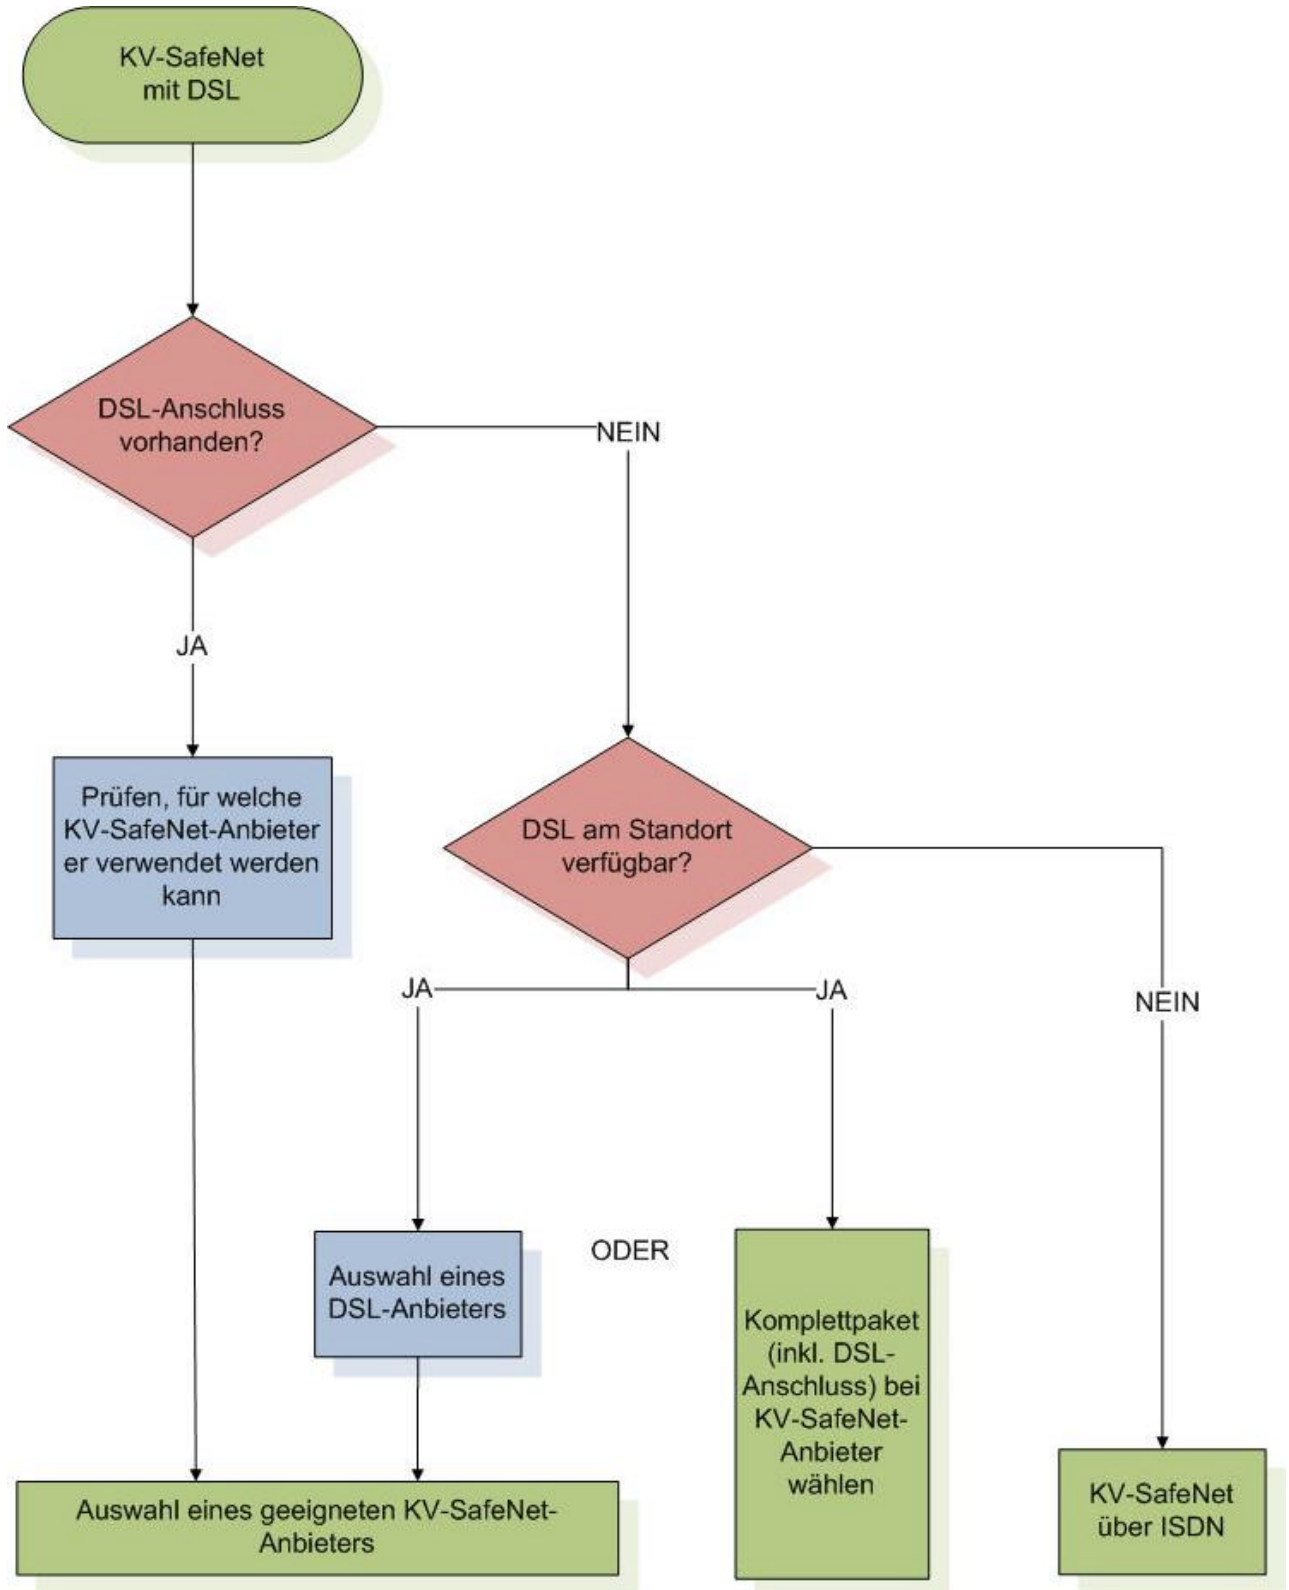 KV-SafeNet
mit DSL
DSL-Anschluss
vorhanden?
NEIN
JA
Prüfen, für welche
KV-SafeNet-Anbieter
er verwendet werden
kann
DSL am Standort
verfügbar?
JA
JA
NEIN
Auswahl eines
DSL-Anbieters
ODER
Komplettpaket
(inkl. DSL-
Anschluss) bei
KV-SafeNet-
Anbieter
wählen
Auswahl eines geeigneten KV-SafeNet-
Anbieters
KV-SafeNet
über ISDN